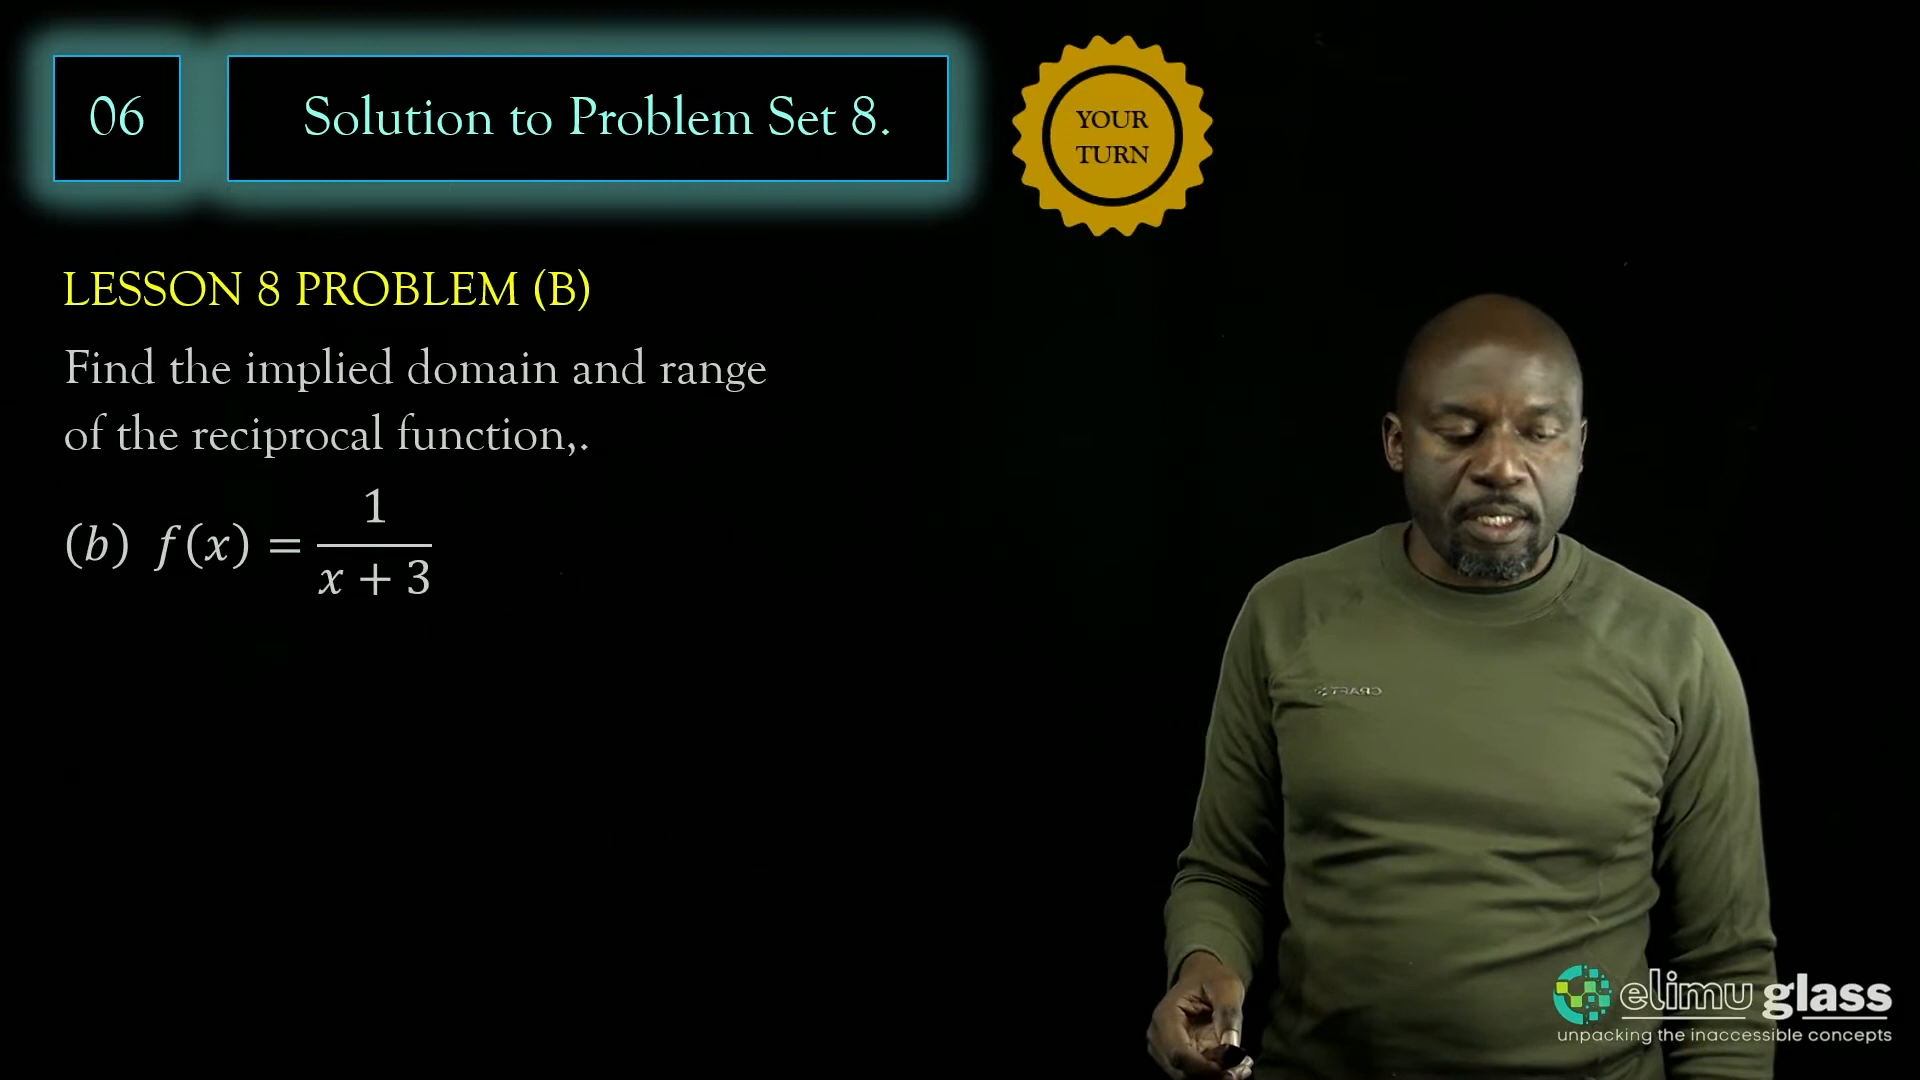 06
Solution to Problem Set 8.
YOUR
TURN
LESSON 8 PROBLEM (B)
Find the implied domain and range
of the reciprocal function,.
(b) f(x) = 1/(x + 3)
CRAFT
elimu glass
unpacking the inaccessible concepts